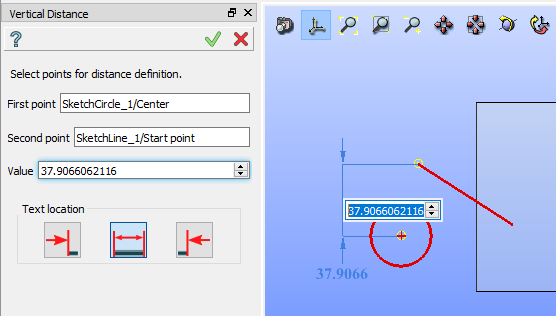 Vertical Distance
?
Select points for distance definition.
First point SketchCircle_1/Center
Second point SketchLine_1/Start point
Value 37.9066062116
Text location
37.9066062116
37.9066